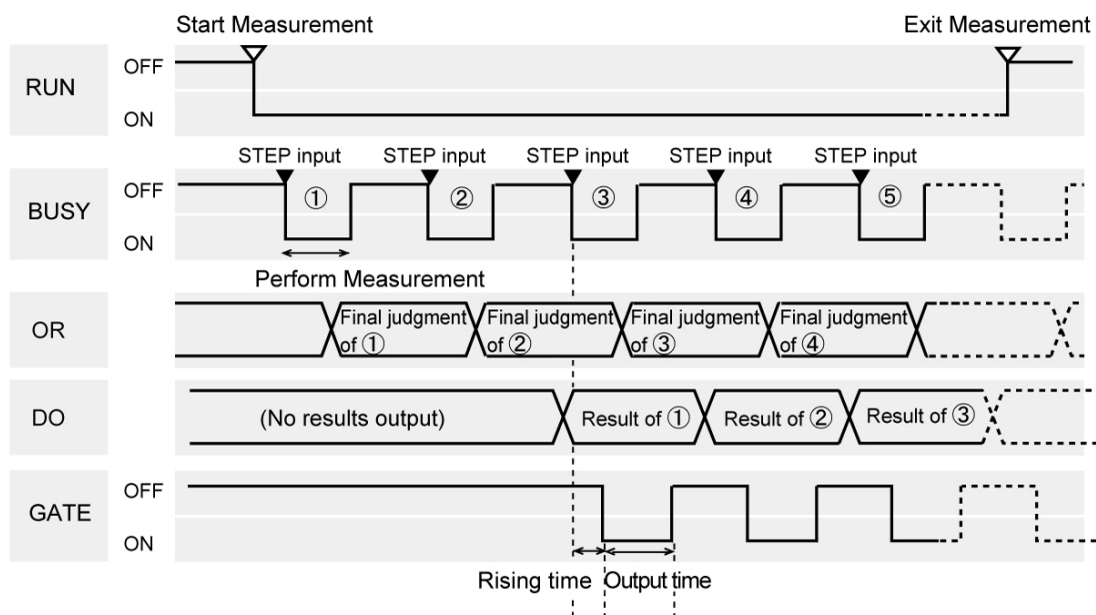 Start Measurement Exit Measurement
RUN
OFF
ON
STEP input STEP input STEP input STEP input STEP input
BUSY
OFF
ON
① ② ③ ④ ⑤
Perform Measurement
OR
Final judgment
of ①
Final judgment
of ②
Final judgment
of ③
Final judgment
of ④
DO
(No results output)
Result of ①
Result of ②
Result of ③
GATE
OFF
ON
Rising time
Output time